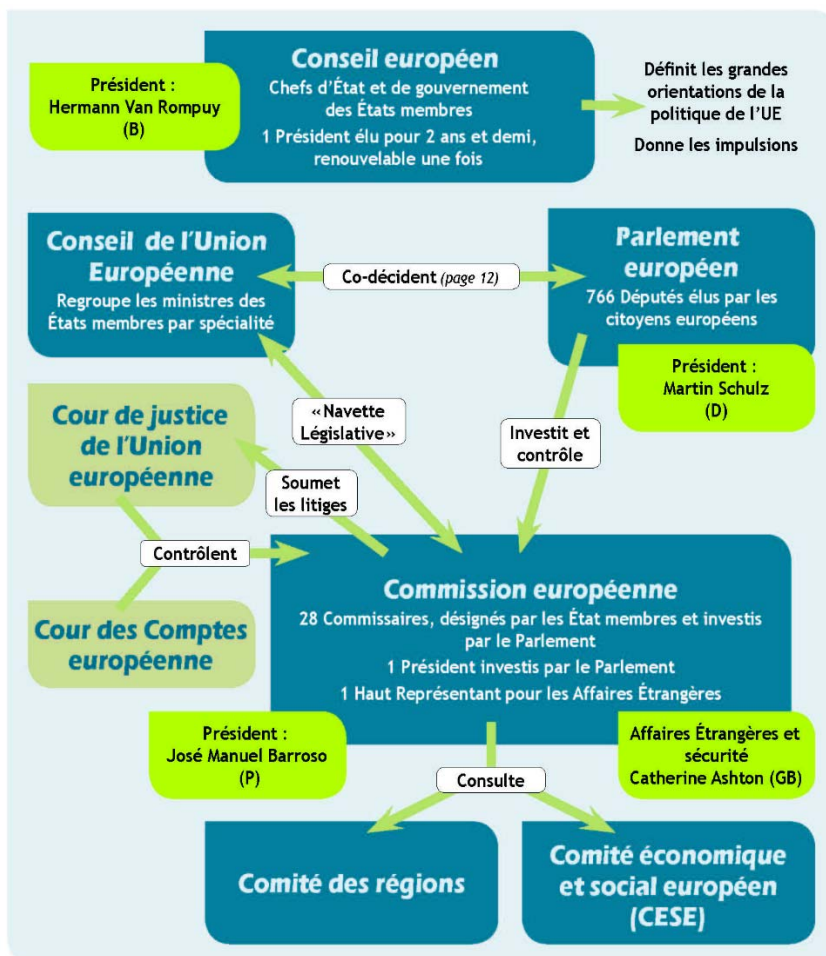 Conseil européen
Chefs d'État et de gouvernement
des États membres
1 Président élu pour 2 ans et demi,
renouvelable une fois
Président :
Hermann Van Rompuy
(B)
Définit les grandes
orientations de la
politique de l'UE
Donne les impulsions
Conseil de l'Union
Européenne
Regroupe les ministres des
États membres par spécialité
Co-décident (page 12)
Parlement
européen
766 Députés élus par les
citoyens européens
Président :
Martin Schulz
(D)
Cour de justice
de l'Union
européenne
«Navette
Législative»
Investit et
contrôle
Soumet
les litiges
Contrôlent
Cour des Comptes
européenne
Commission européenne
28 Commissaires, désignés par les État membres et investis
par le Parlement
1 Président investis par le Parlement
1 Haut Représentant pour les Affaires Étrangères
Président :
José Manuel Barroso
(P)
Affaires Étrangères et
sécurité
Catherine Ashton (GB)
Consulte
Comité des régions
Comité économique
et social européen
(CESE)